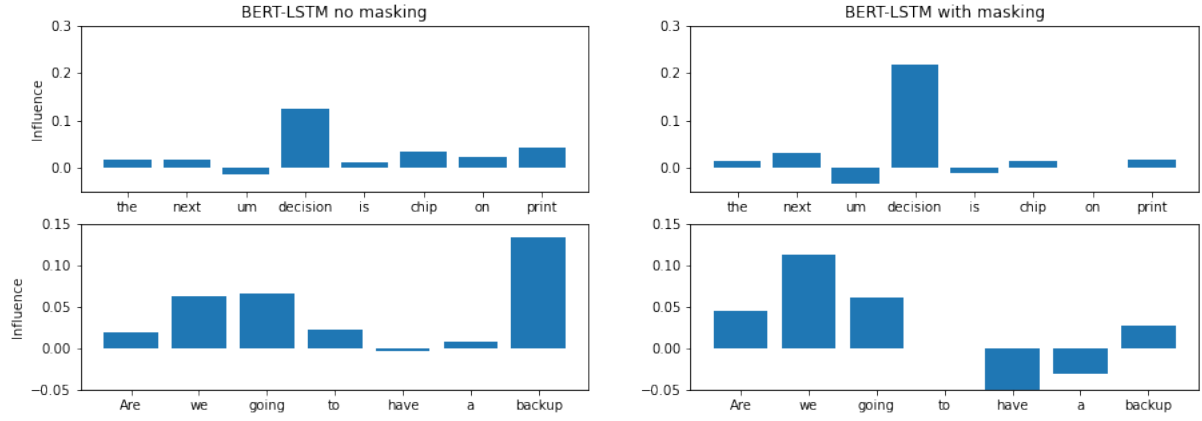 BERT-LSTM no masking
BERT-LSTM with masking
0.3
0.2
0.1
0.0
Influence
the next um decision is chip on print
0.3
0.2
0.1
0.0
the next um decision is chip on print
0.15
0.10
0.05
0.00
−0.05
Influence
Are we going to have a backup
0.15
0.10
0.05
0.00
−0.05
Are we going to have a backup